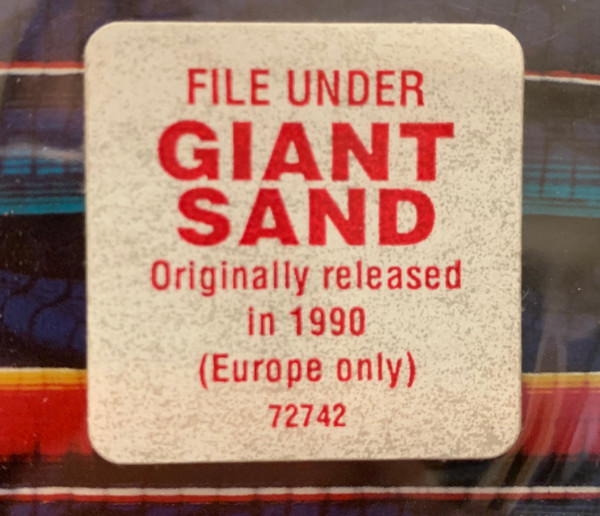 FILE UNDER
GIANT
SAND
Originally released
in 1990
(Europe only)
72742